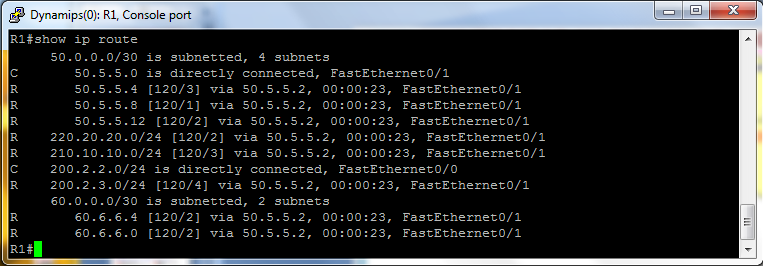 Dynamips(0): R1, Console port
R1#show ip route
     50.0.0.0/30 is subnetted, 4 subnets
C       50.5.5.0 is directly connected, FastEthernet0/1
R       50.5.5.4 [120/3] via 50.5.5.2, 00:00:23, FastEthernet0/1
R       50.5.5.8 [120/1] via 50.5.5.2, 00:00:23, FastEthernet0/1
R       50.5.5.12 [120/2] via 50.5.5.2, 00:00:23, FastEthernet0/1
R    220.20.20.0/24 [120/2] via 50.5.5.2, 00:00:23, FastEthernet0/1
R    210.10.10.0/24 [120/3] via 50.5.5.2, 00:00:23, FastEthernet0/1
C    200.2.2.0/24 is directly connected, FastEthernet0/0
R    200.2.3.0/24 [120/4] via 50.5.5.2, 00:00:23, FastEthernet0/1
     60.0.0.0/30 is subnetted, 2 subnets
R       60.6.6.4 [120/2] via 50.5.5.2, 00:00:23, FastEthernet0/1
R       60.6.6.0 [120/2] via 50.5.5.2, 00:00:23, FastEthernet0/1
R1#